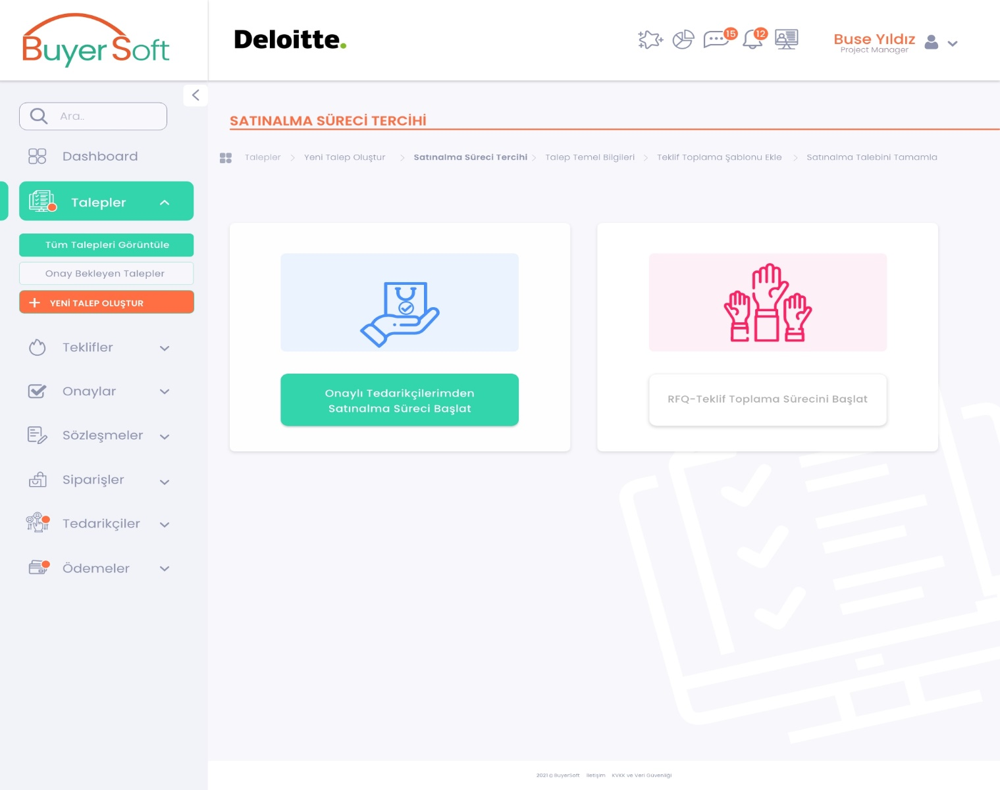 Buyer Soft
Deloitte.
15
12
Buse Yıldız
Project Manager
Ara..
Dashboard
Talepler
Tüm Talepleri Görüntüle
Onay Bekleyen Talepler
YENİ TALEP OLUŞTUR
Teklifler
Onaylar
Sözleşmeler
Siparişler
Tedarikçiler
Ödemeler
SATINALMA SÜRECİ TERCİHİ
Talepler > Yeni Talep Oluştur > Satınalma Süreci Tercihi > Talep Temel Bilgileri > Teklif Toplama Şablonu Ekle > Satınalma Talebini Tamamla
Onaylı Tedarikçilerimden
Satınalma Süreci Başlat
RFQ-Teklif Toplama Sürecini Başlat
2021 © BuyerSoft İletişim KVKK ve Veri Güvenliği